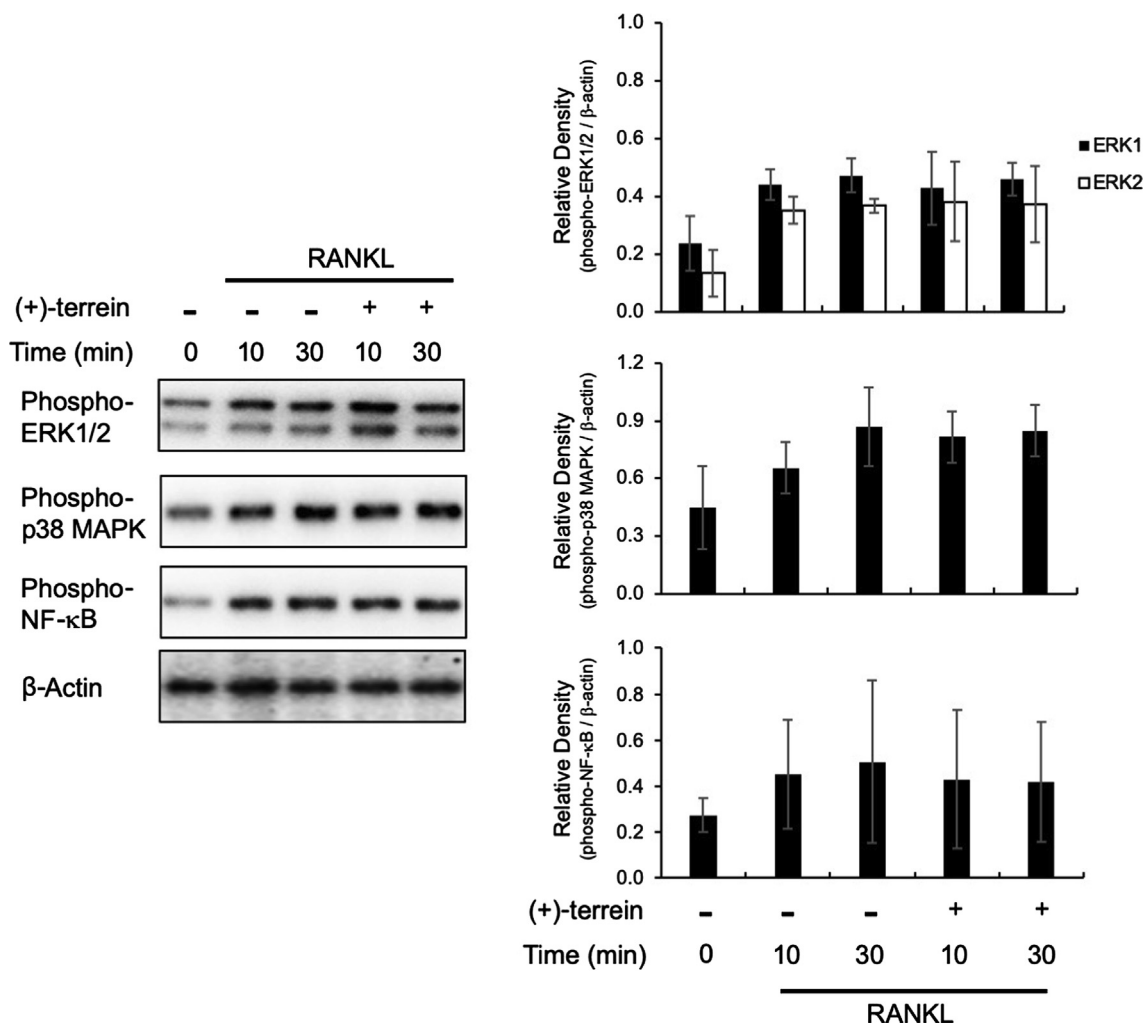 RANKL
(+)-terrein - - - + +
Time (min) 0 10 30 10 30
Phospho-
ERK1/2
Phospho-
p38 MAPK
Phospho-
NF-κB
β-Actin
Relative Density
(phospho-ERK1/2 / β-actin)
1.0
0.8
0.6
0.4
0.2
0.0
ERK1
ERK2
Relative Density
(phospho-p38 MAPK / β-actin)
1.2
0.9
0.6
0.3
0.0
Relative Density
(phospho-NF-κB / β-actin)
1.0
0.8
0.6
0.4
0.2
0.0
(+)-terrein - - - + +
Time (min) 0 10 30 10 30
RANKL